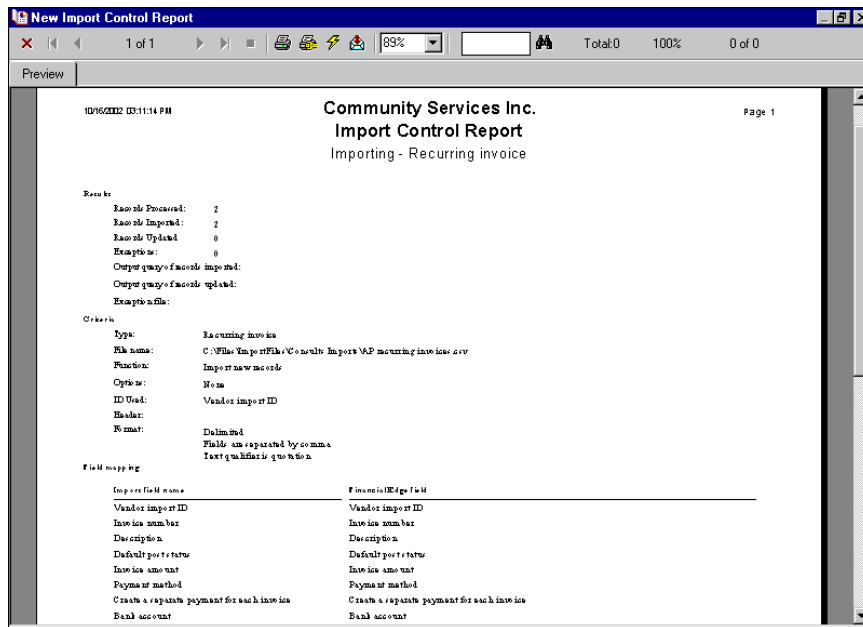 New Import Control Report
1 of 1 89% Total:0 100% 0 of 0
Preview
10/16/2002 03:11:14 PM Community Services Inc. Page 1
Import Control Report
Importing - Recurring invoice
Results
Records Processed: 2
Records Imported: 2
Records Updated 0
Exceptions: 0
Output query of records imported:
Output query of records updated:
Exception file:
Criteria
Type: Recurring invoice
File name: C:\Files\ImportFiles\Consults Imports\AP recurring invoices.csv
Function: Import new records
Options: None
ID Used: Vendor import ID
Header:
Format: Delimited
Fields are separated by comma
Text qualifier is quotation
Field mapping
Import field name Financial Edge field
Vendor import ID Vendor import ID
Invoice number Invoice number
Description Description
Default post status Default post status
Invoice amount Invoice amount
Payment method Payment method
Create a separate payment for each invoice Create a separate payment for each invoice
Bank account Bank account